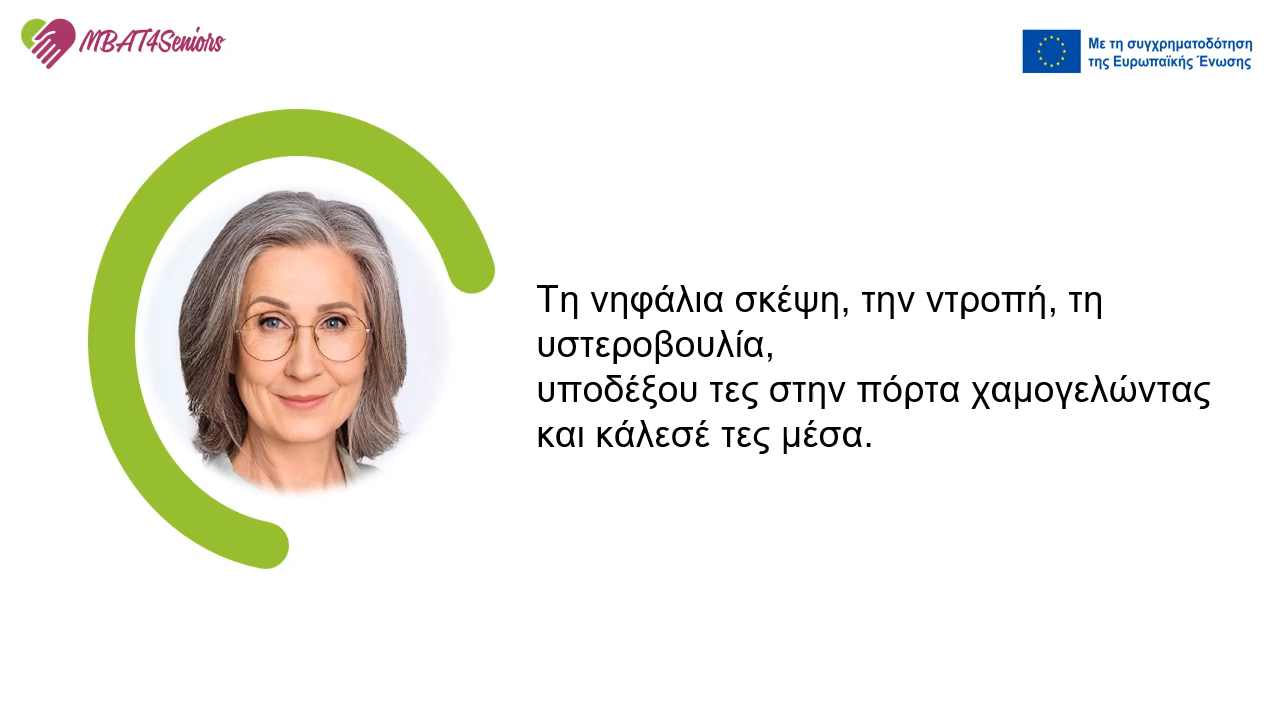 MBAT4Seniors
Με τη συγχρηματοδότηση
της Ευρωπαϊκής Ένωσης
Τη νηφάλια σκέψη, την ντροπή, τη
υστεροβουλία,
υποδέξου τες στην πόρτα χαμογελώντας
και κάλεσέ τες μέσα.